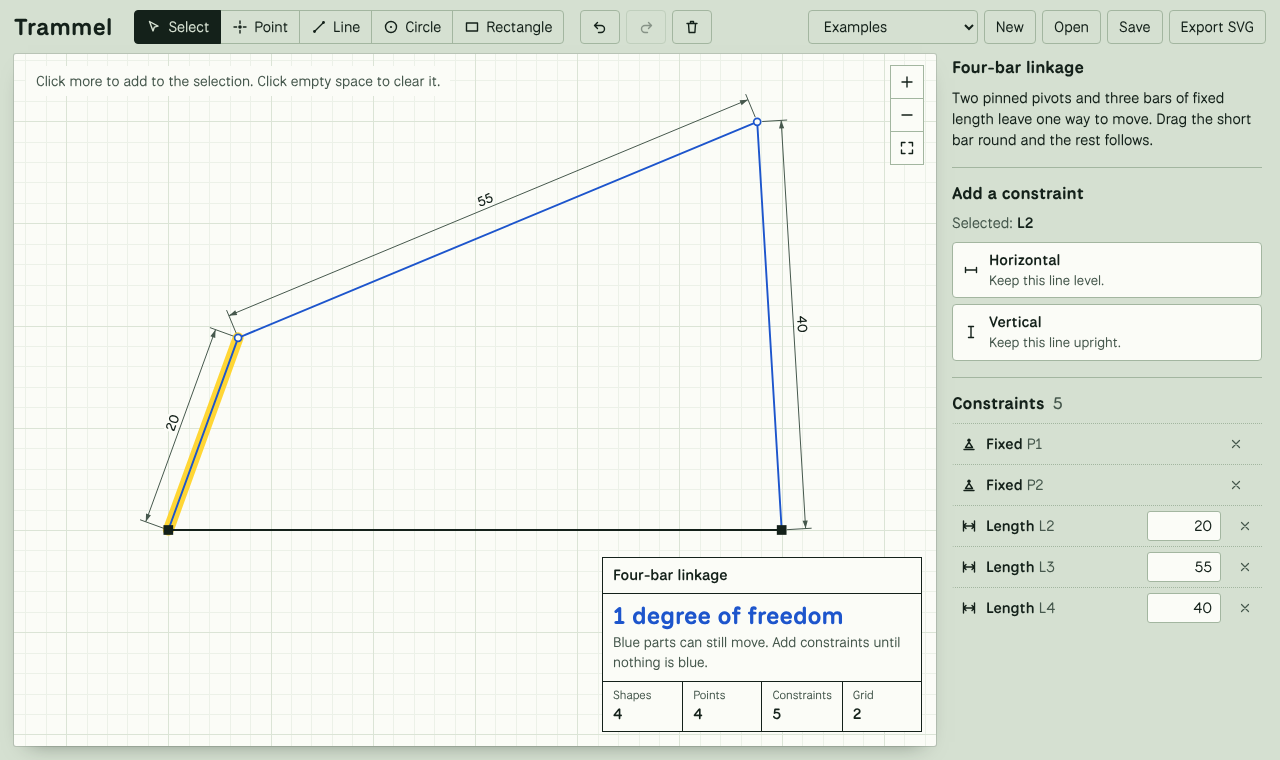 Trammel
Select
Point
Line
Circle
Rectangle
Examples
New
Open
Save
Export SVG
Click more to add to the selection. Click empty space to clear it.
55
40
20
Four-bar linkage
1 degree of freedom
Blue parts can still move. Add constraints until
nothing is blue.
Shapes
4
Points
4
Constraints
5
Grid
2
Four-bar linkage
Two pinned pivots and three bars of fixed
length leave one way to move. Drag the short
bar round and the rest follows.
Add a constraint
Selected: L2
Horizontal
Keep this line level.
Vertical
Keep this line upright.
Constraints 5
Fixed P1
Fixed P2
Length L2 20
Length L3 55
Length L4 40